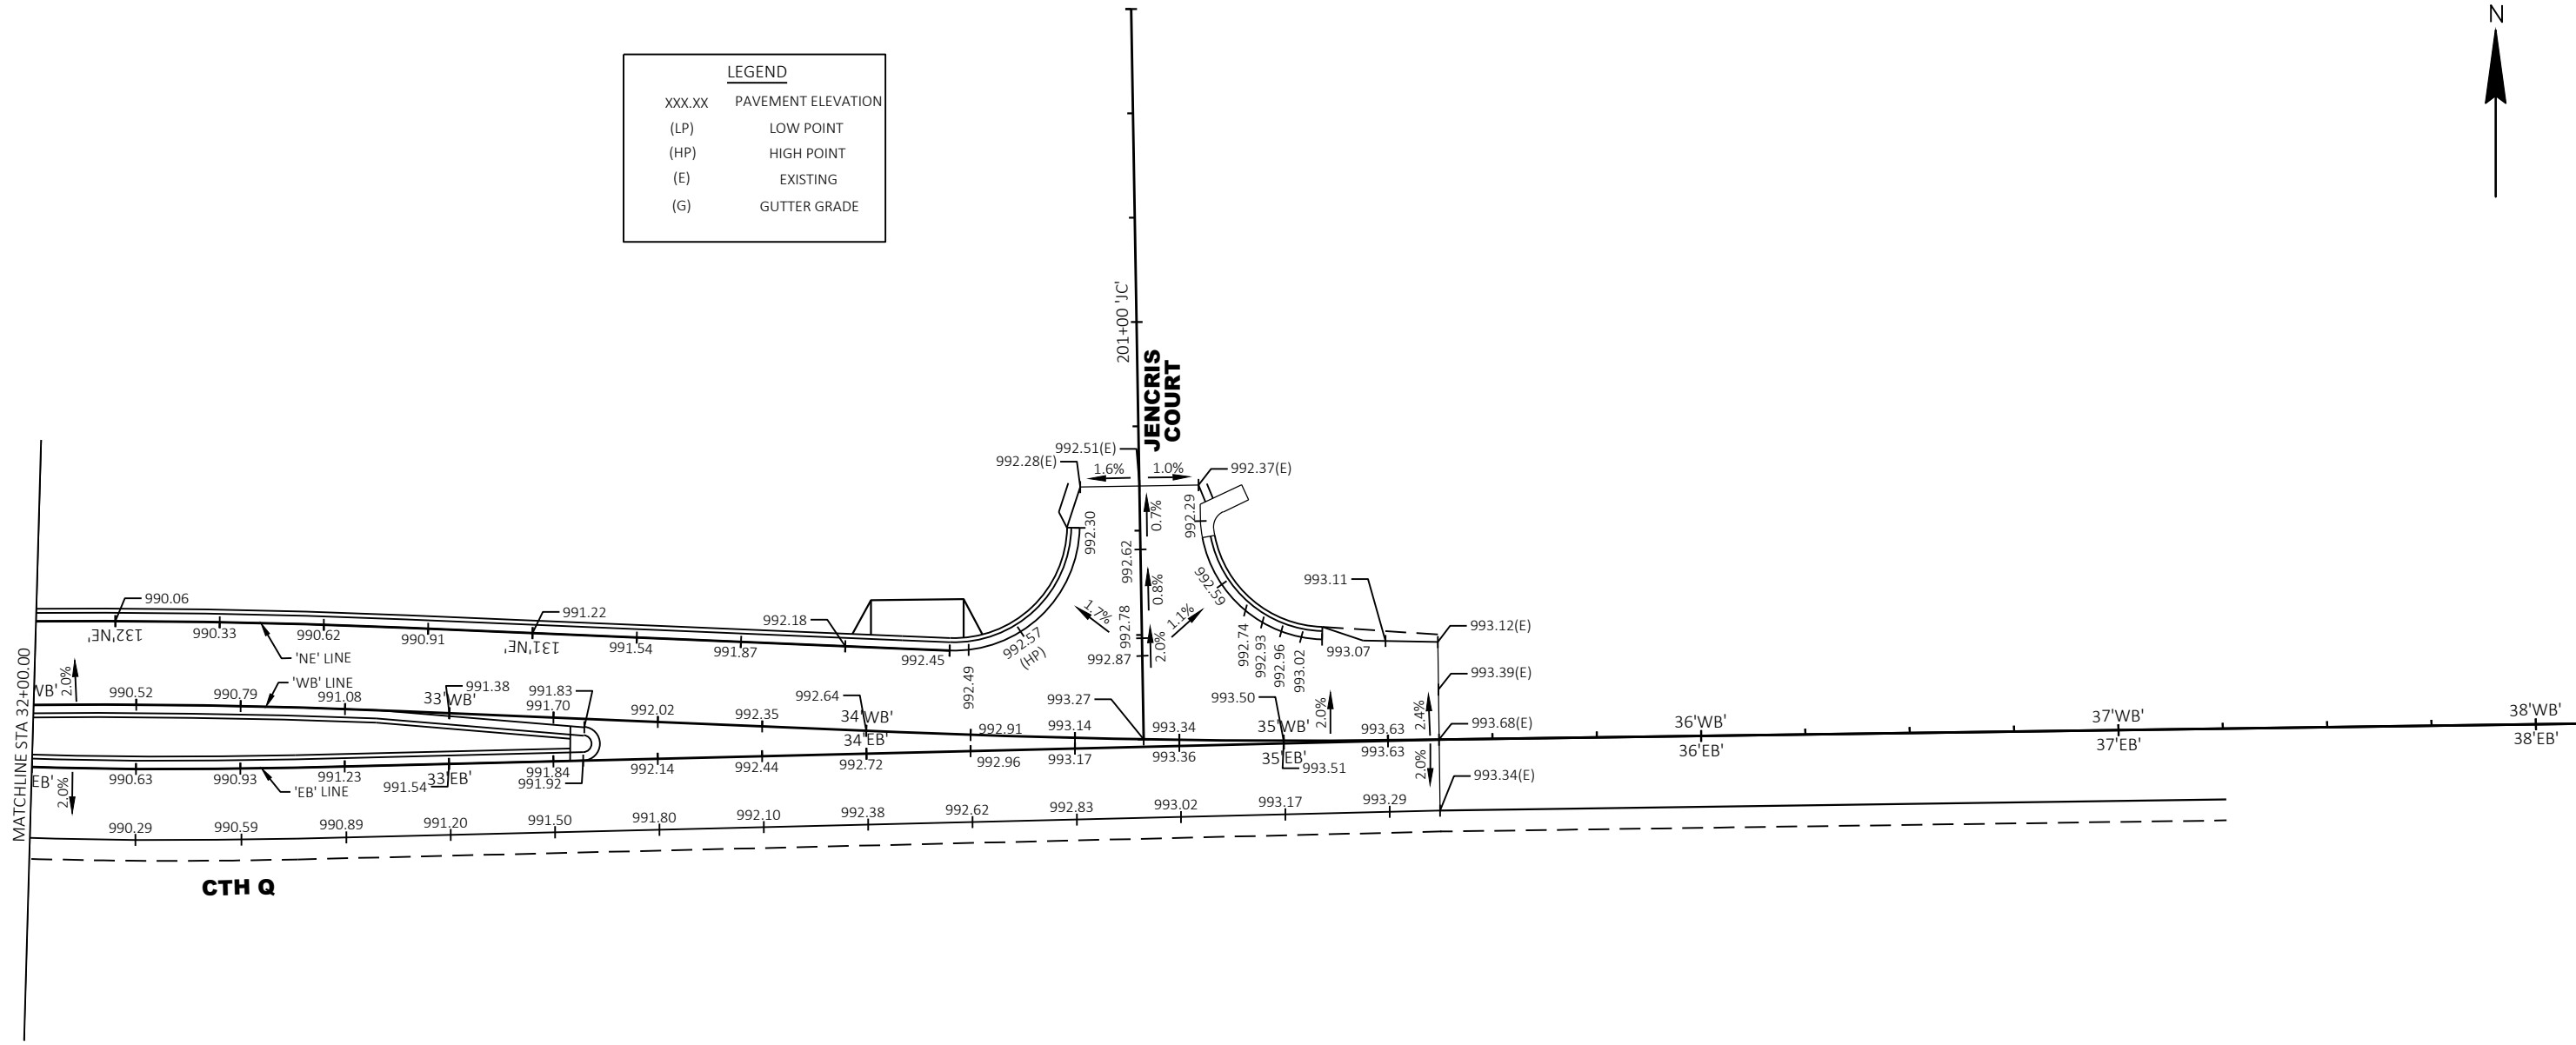 N
LEGEND
XXX.XX PAVEMENT ELEVATION
(LP) LOW POINT
(HP) HIGH POINT
(E) EXISTING
(G) GUTTER GRADE
201+00 'JC'
JENCRIS
COURT
992.51(E)
992.28(E)
1.6%
1.0%
992.37(E)
992.30
0.7%
992.29
992.62
0.8%
992.59
993.11
990.06
991.22
992.18
1.7%
992.78
1.1%
992.57
(HP)
2.0%
992.74
992.93
992.96
993.02
993.07
993.12(E)
132'NE'
990.33
990.62
990.91
131'NE'
991.54
991.87
992.45
992.49
992.87
'NE' LINE
993.39(E)
MATCHLINE STA 32+00.00
WB'
2.0%
990.52
990.79
'WB' LINE
991.08
991.38
33'WB'
991.83
991.70
992.02
992.35
992.64
34'WB'
992.91
993.27
993.14
993.34
993.50
35'WB'
2.0%
993.63
2.4%
993.68(E)
36'WB'
37'WB'
38'WB'
EB'
2.0%
990.63
990.93
'EB' LINE
991.23
991.54
33'EB'
991.84
991.92
992.14
992.44
34'EB'
992.72
992.96
993.17
993.36
35'EB'
993.51
993.63
2.0%
993.34(E)
36'EB'
37'EB'
38'EB'
990.29
990.59
990.89
991.20
991.50
991.80
992.10
992.38
992.62
992.83
993.02
993.17
993.29
CTH Q